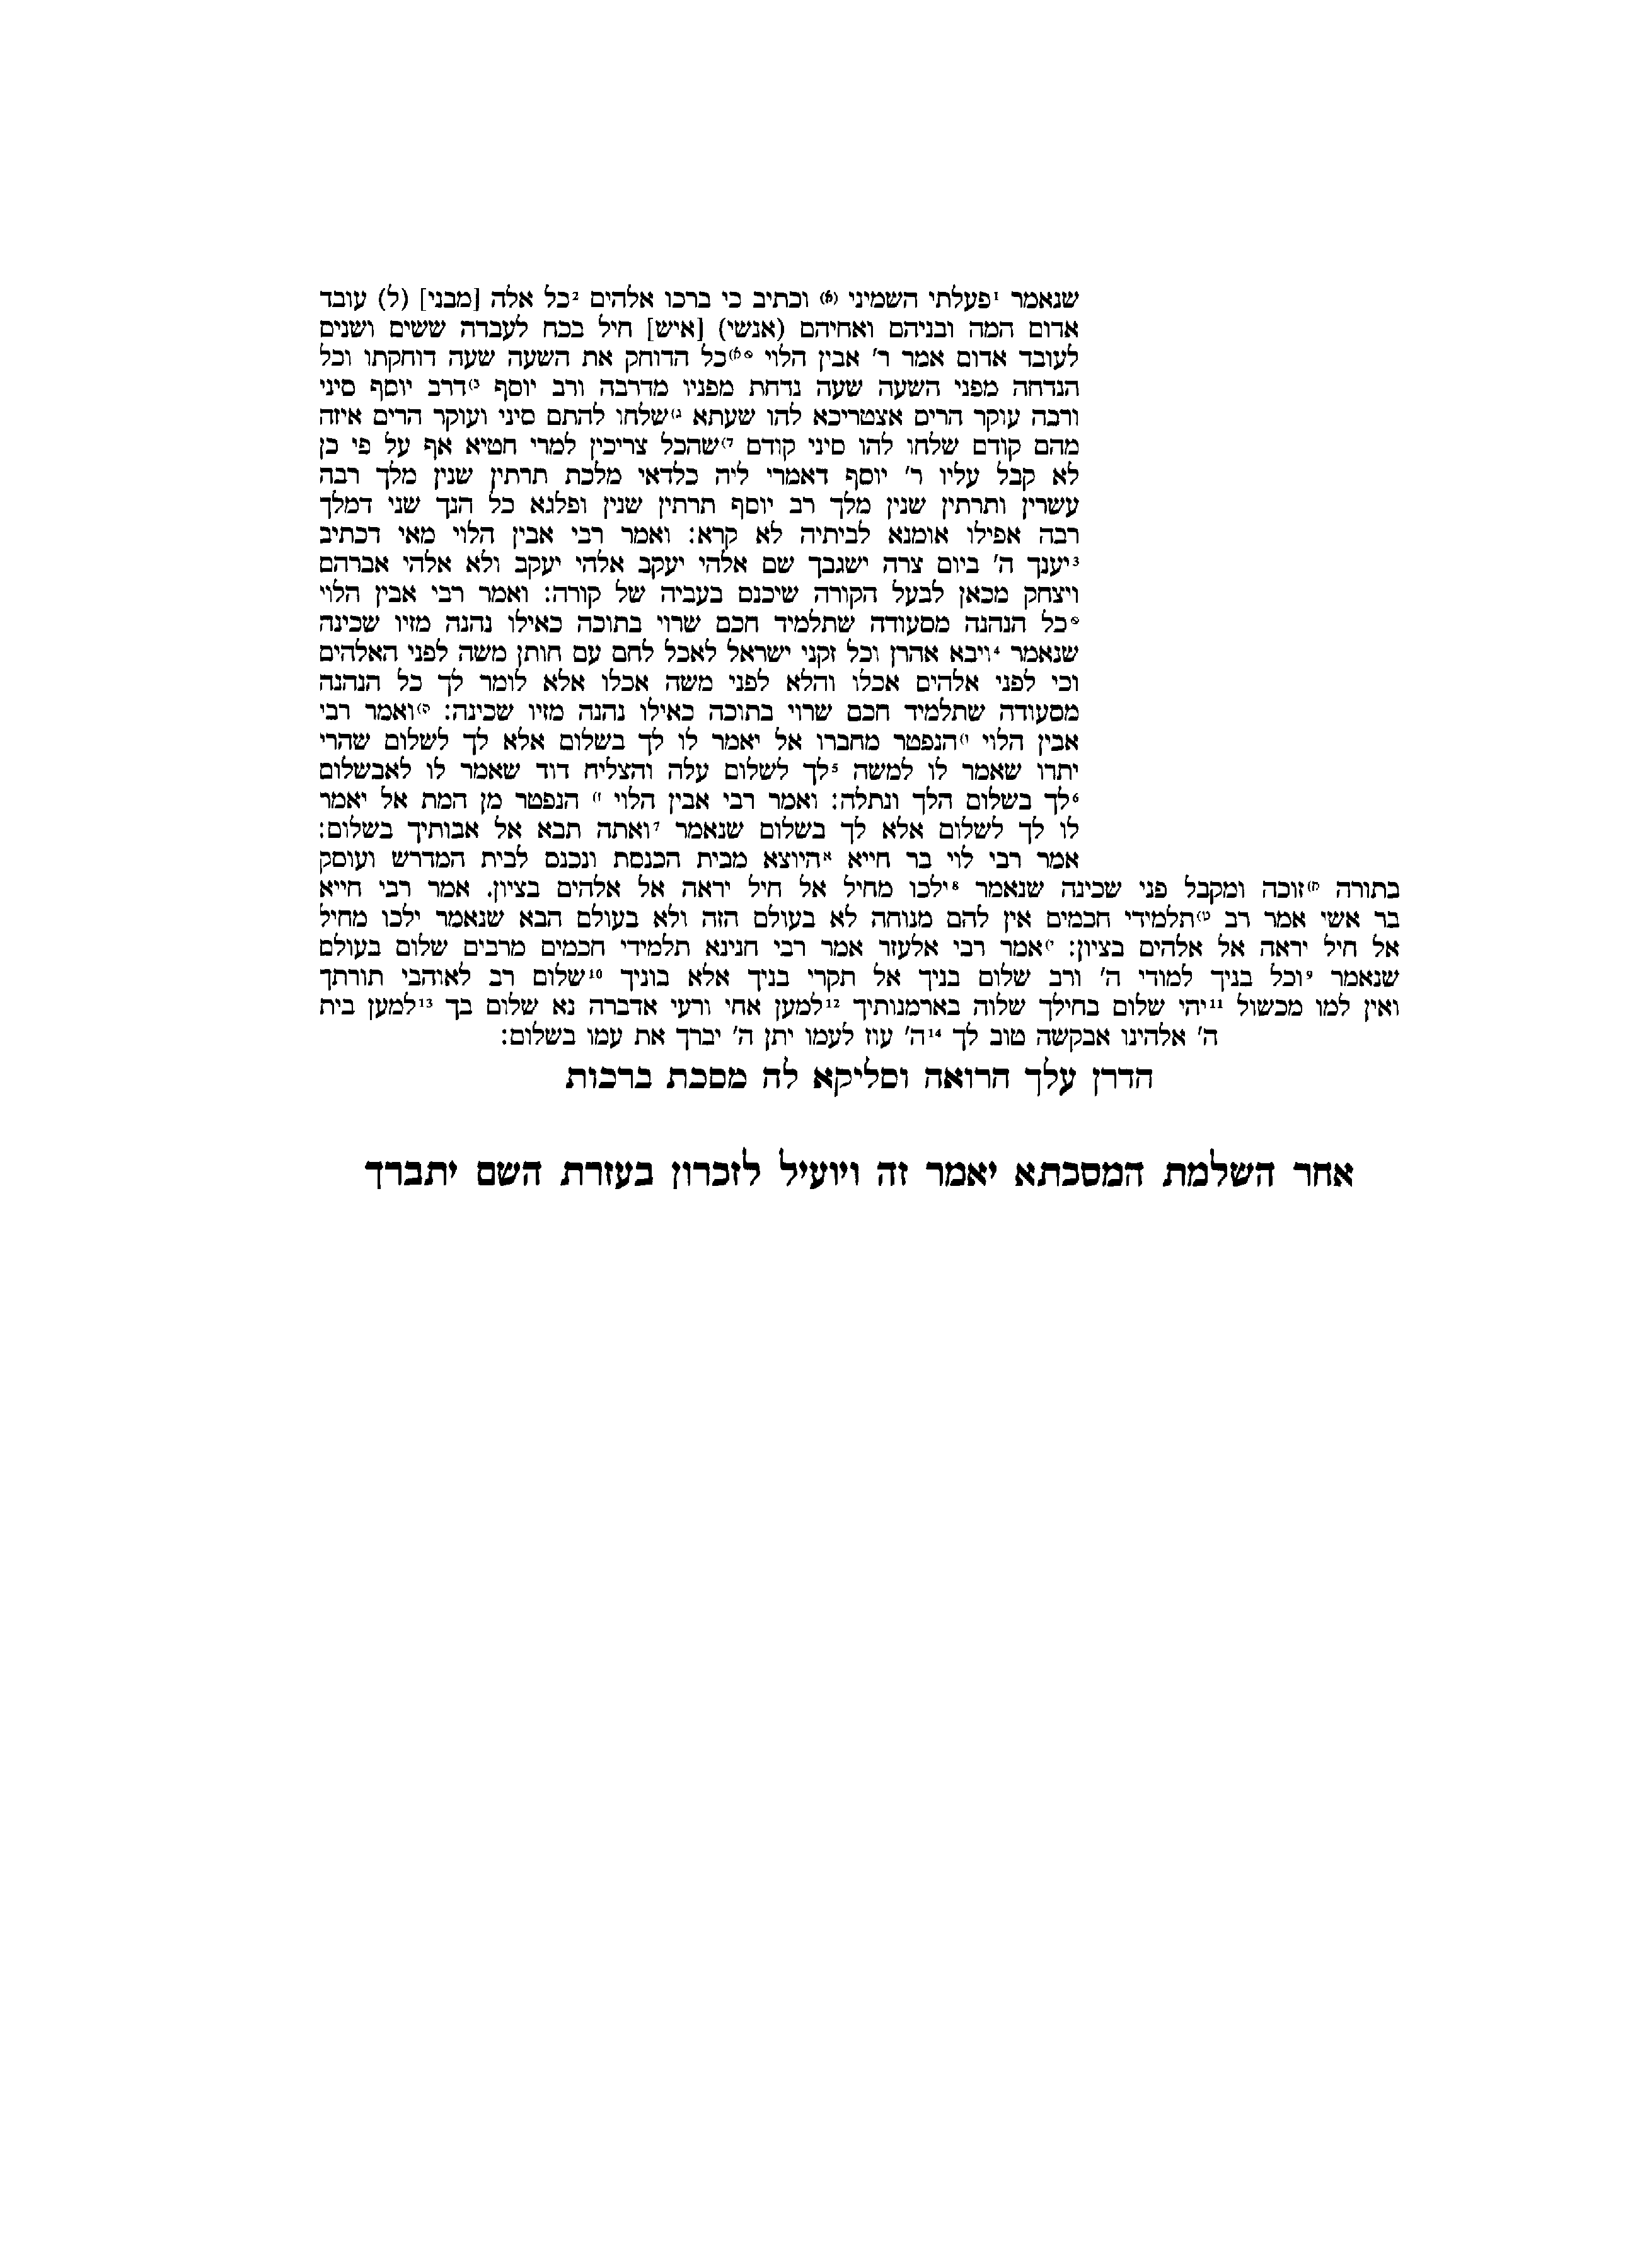 שנאמר ¹פעלתי השמיני (6) וכתיב כי ברכו אלהים ²כל אלה [מבני] (ל) עובד
אדום המה ובניהם ואחיהם (אנשי) [איש] חיל בכח לעבדה ששים ושנים
לעובד אדום אמר ר' אבין הלוי כל הדוחק את השעה שעה דוחקתו וכל
הנדחה מפני השעה שעה נדחת מפניו מדרבה ורב יוסף דרב יוסף סיני
ורבה עוקר הרים אצטריכא להו שעתא שלחו להתם סיני ועוקר הרים איזה
מהם קודם שלחו להו סיני קודם שהכל צריכין למרי חטיא אף על פי כן
לא קבל עליו ר' יוסף דאמרי ליה כלדאי מלכת תרתין שנין מלך רבה
עשרין ותרתין שנין מלך רב יוסף תרתין שנין ופלגא כל הנך שני דמלך
רבה אפילו אומנא לביתיה לא קרא: ואמר רבי אבין הלוי מאי דכתיב
³יענך ה' ביום צרה ישגבך שם אלהי יעקב אלהי יעקב ולא אלהי אברהם
ויצחק מכאן לבעל הקורה שיכנס בעביה של קורה: ואמר רבי אבין הלוי
כל הנהנה מסעודה שתלמיד חכם שרוי בתוכה כאילו נהנה מזיו שכינה
שנאמר ⁴ויבא אהרן וכל זקני ישראל לאכל לחם עם חותן משה לפני האלהים
וכי לפני אלהים אכלו והלא לפני משה אכלו אלא לומר לך כל הנהנה
מסעודה שתלמיד חכם שרוי בתוכה כאילו נהנה מזיו שכינה: ה)ואמר רבי
אבין הלוי ו)הנפטר מחברו אל יאמר לו לך בשלום אלא לך לשלום שהרי
יתרו שאמר לו למשה ⁵לך לשלום עלה והצליח דוד שאמר לו לאבשלום
⁶לך בשלום הלך ונתלה: ואמר רבי אבין הלוי ז) הנפטר מן המת אל יאמר
לו לך לשלום אלא לך בשלום שנאמר ⁷ואתה תבא אל אבותיך בשלום:
אמר רבי לוי בר חייא היוצא מבית הכנסת ונכנס לבית המדרש ועוסק
בתורה ח)זוכה ומקבל פני שכינה שנאמר ⁸ילכו מחיל אל חיל יראה אל אלהים בציון. אמר רבי חייא
בר אשי אמר רב ט)תלמידי חכמים אין להם מנוחה לא בעולם הזה ולא בעולם הבא שנאמר ילכו מחיל
אל חיל יראה אל אלהים בציון: י)אמר רבי אלעזר אמר רבי חנינא תלמידי חכמים מרבים שלום בעולם
שנאמר ⁹וכל בניך למודי ה' ורב שלום בניך אל תקרי בניך אלא בוניך ¹⁰שלום רב לאוהבי תורתך
ואין למו מכשול ¹¹יהי שלום בחילך שלוה בארמנותיך ¹²למען אחי ורעי אדברה נא שלום בך ¹³למען בית
ה' אלהינו אבקשה טוב לך ¹⁴ה' עוז לעמו יתן ה' יברך את עמו בשלום:
הדרן עלך הרואה וסליקא לה מסכת ברכות
אחר השלמת המסכתא יאמר זה ויועיל לזכרון בעזרת השם יתברך